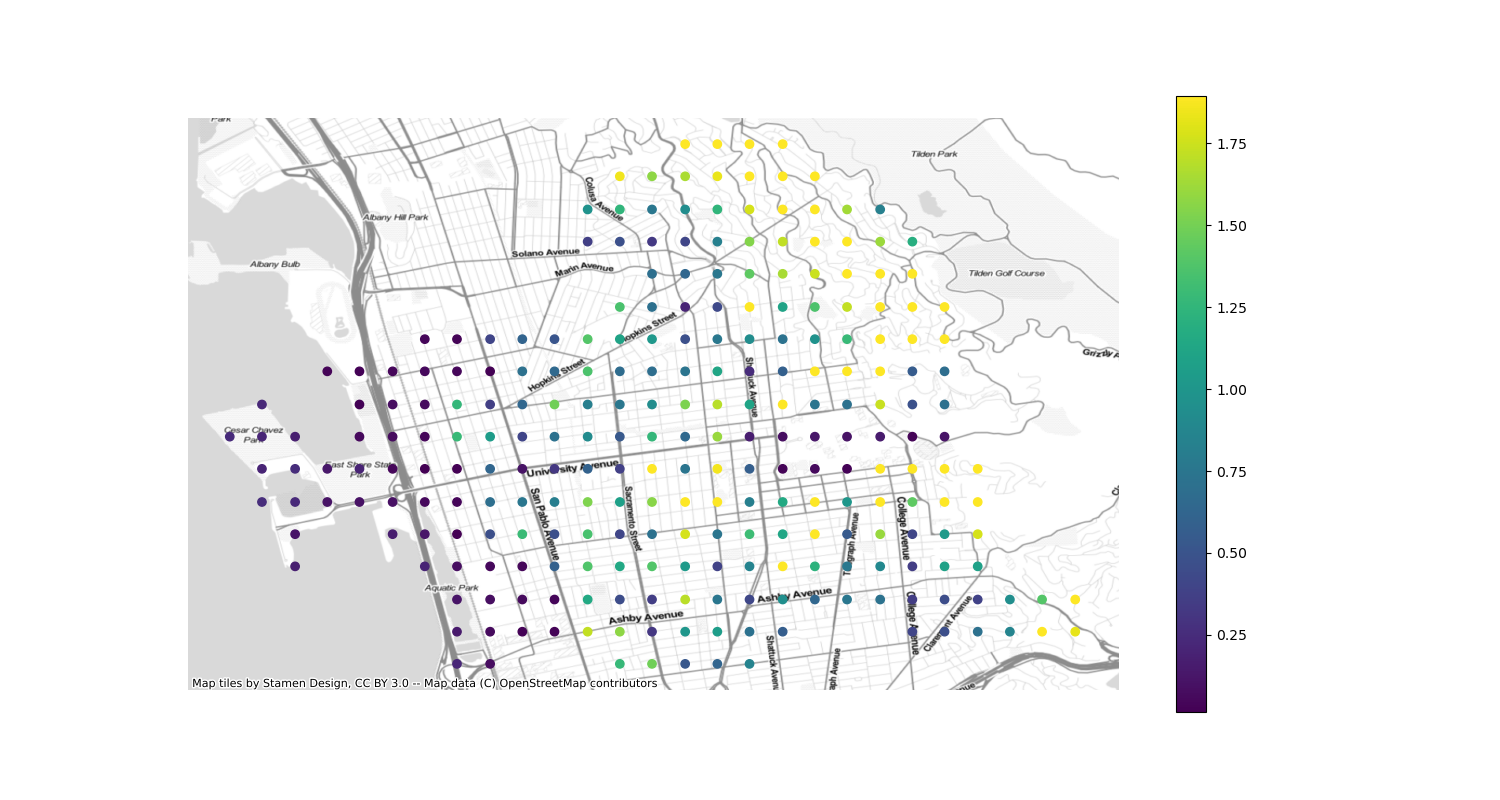 Park
Tilden Park
Colusa Avenue
Albany Hill Park
Solano Avenue
Albany Bulb
Marin Avenue
Tilden Golf Course
Hopkins Street
Hopkins Street
Shattuck Avenue
Cesar Chavez
Park
East Shore State
Park
University Avenue
San Pablo Avenue
Sacramento Street
College Avenue
Telegraph Avenue
Aquatic Park
Ashby Avenue
Ashby Avenue
College Avenue
Claremont Avenue
Shattuck Aven
aph Avenue
Map tiles by Stamen Design, CC BY 3.0 -- Map data (C) OpenStreetMap contributors
1.75
1.50
1.25
1.00
0.75
0.50
0.25